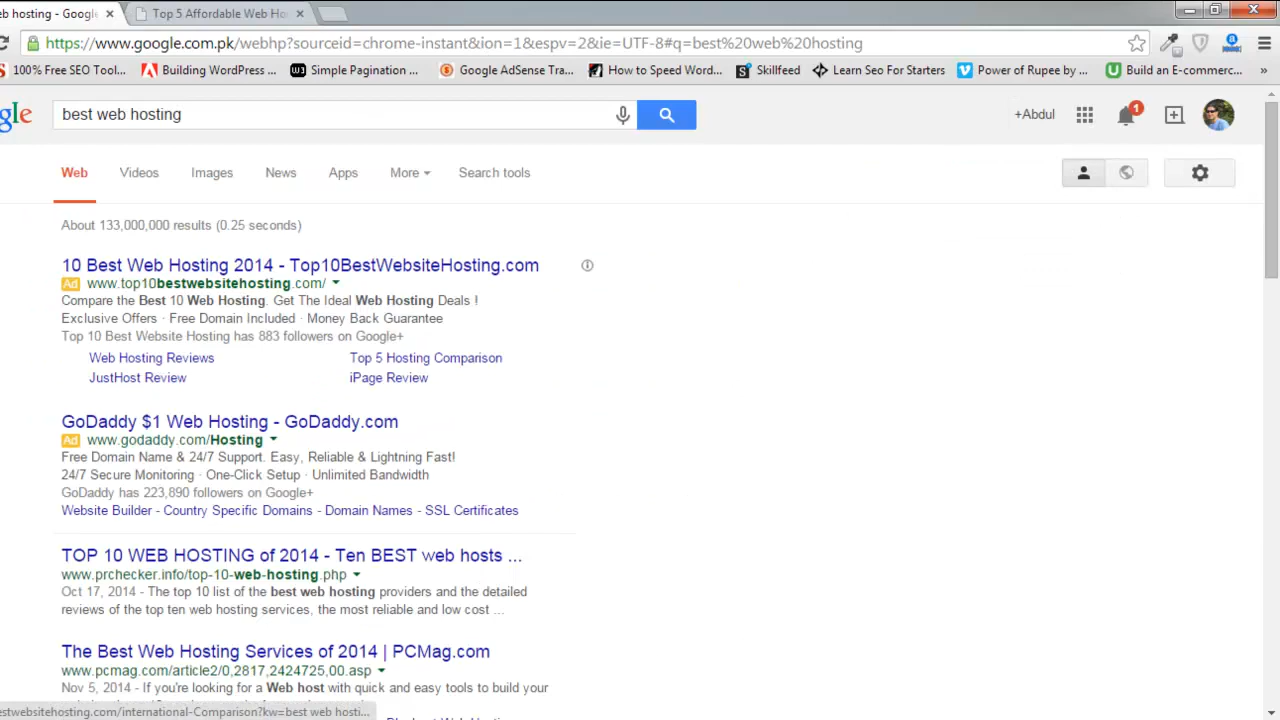 b hosting - Google
Top 5 Affordable Web Ho
https://www.google.com.pk/webhp?sourceid=chrome-instant&ion=1&espv=2&ie=UTF-8#q=best%20web%20hosting
100% Free SEO Tool...
Building WordPress ...
Simple Pagination ...
Google AdSense Tra...
How to Speed Word...
Skillfeed
Learn Seo For Starters
Power of Rupee by ...
Build an E-commerc...
»
gle
best web hosting
+Abdul
1
Web
Videos
Images
News
Apps
More
Search tools
About 133,000,000 results (0.25 seconds)
10 Best Web Hosting 2014 - Top10BestWebsiteHosting.com
Ad www.top10bestwebsitehosting.com/
Compare the Best 10 Web Hosting. Get The Ideal Web Hosting Deals !
Exclusive Offers · Free Domain Included · Money Back Guarantee
Top 10 Best Website Hosting has 883 followers on Google+
Web Hosting Reviews
Top 5 Hosting Comparison
JustHost Review
iPage Review
GoDaddy $1 Web Hosting - GoDaddy.com
Ad www.godaddy.com/Hosting
Free Domain Name & 24/7 Support. Easy, Reliable & Lightning Fast!
24/7 Secure Monitoring · One-Click Setup · Unlimited Bandwidth
GoDaddy has 223,890 followers on Google+
Website Builder - Country Specific Domains - Domain Names - SSL Certificates
TOP 10 WEB HOSTING of 2014 - Ten BEST web hosts ...
www.prchecker.info/top-10-web-hosting.php
Oct 17, 2014 - The top 10 list of the best web hosting providers and the detailed
reviews of the top ten web hosting services, the most reliable and low cost ...
The Best Web Hosting Services of 2014 | PCMag.com
www.pcmag.com/article2/0,2817,2424725,00.asp
Nov 5, 2014 - If you're looking for a Web host with quick and easy tools to build your
estwebsitehosting.com/international-Comparison?kw=best web hosti...